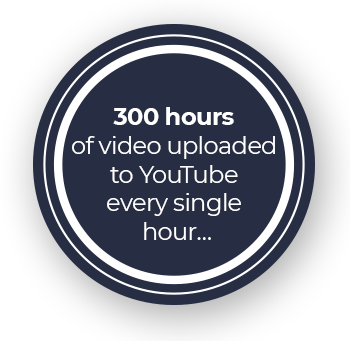 300 hours
of video uploaded
to YouTube
every single
hour...